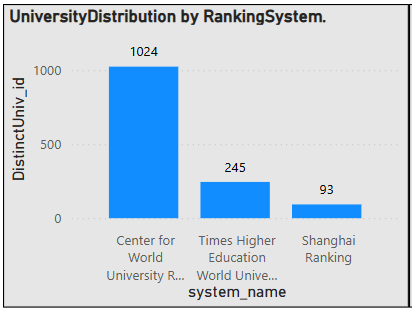 UniversityDistribution by RankingSystem.
DistinctUniv_id
1000
500
0
1024
245
93
Center for
World
University R...
Times Higher
Education
World Unive...
Shanghai
Ranking
system_name